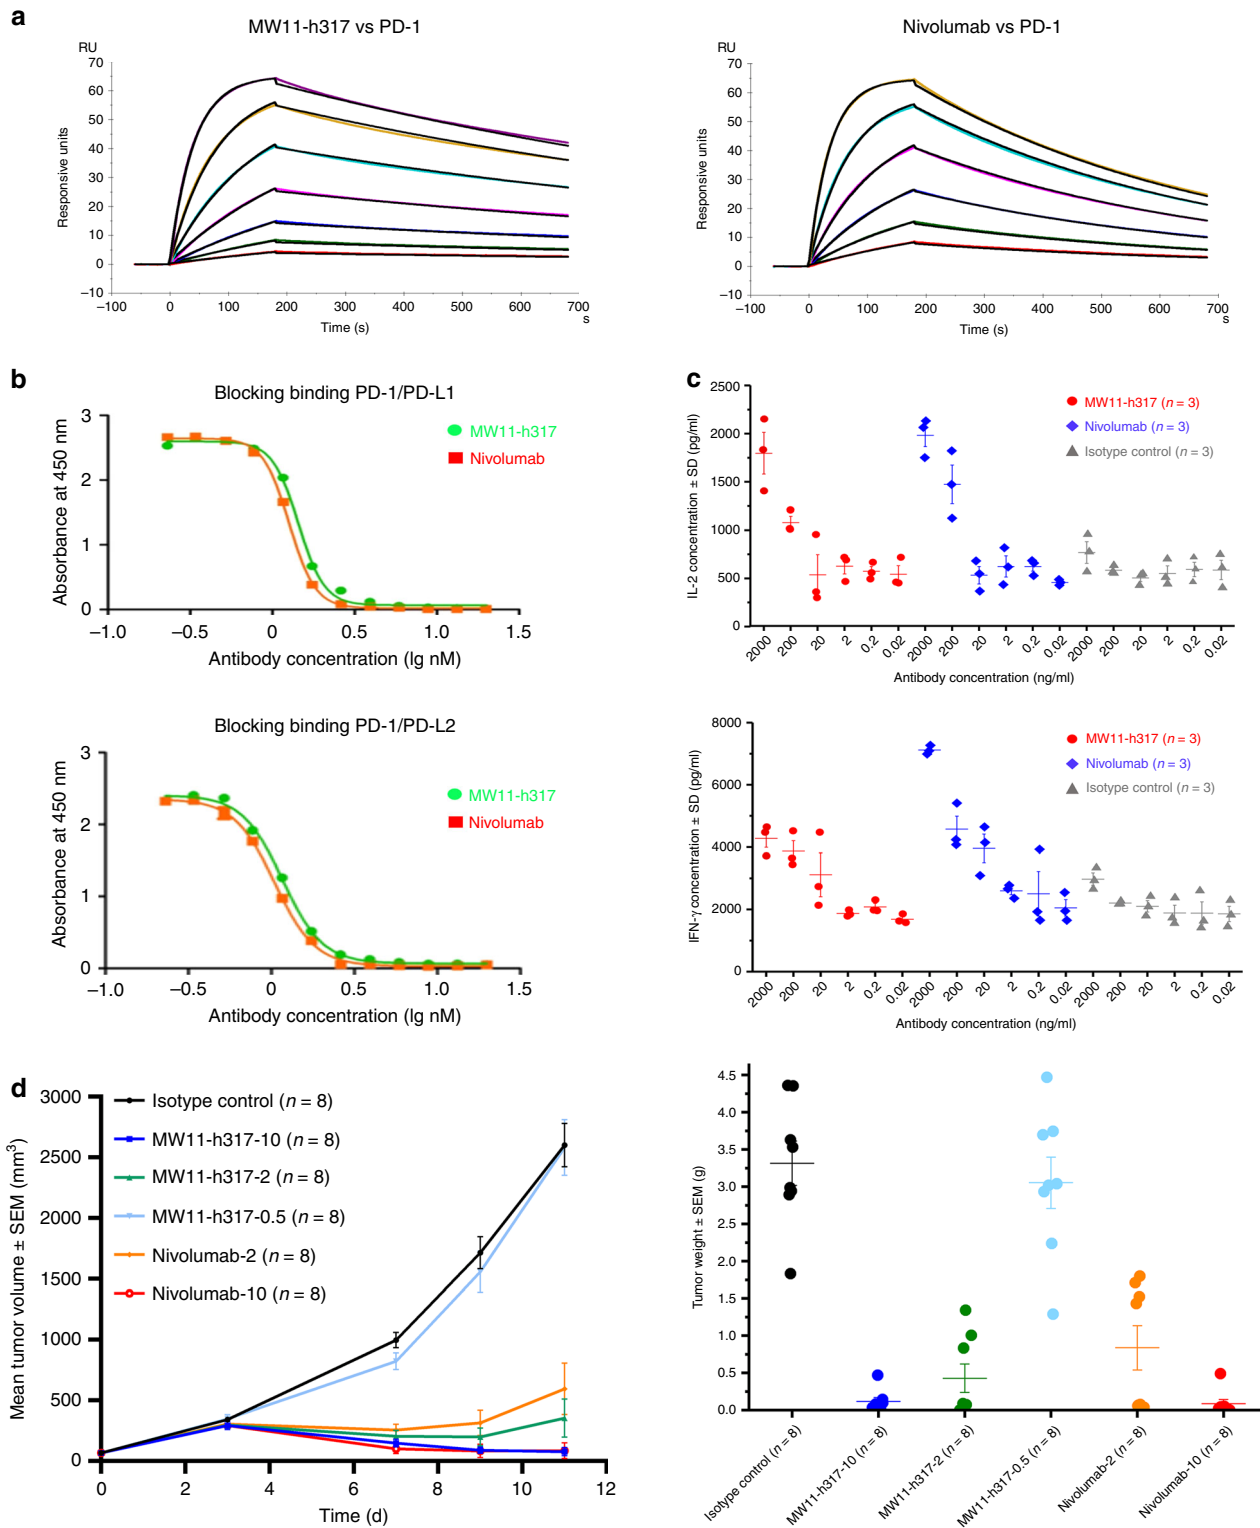 a
MW11-h317 vs PD-1
RU
70
60
50
40
30
20
10
0
–10
Responsive units
–100 0 100 200 300 400 500 600 700
s
Time (s)
Nivolumab vs PD-1
RU
70
60
50
40
30
20
10
0
–10
Responsive units
–100 0 100 200 300 400 500 600 700
s
Time (s)
b
Blocking binding PD-1/PD-L1
3
2
1
0
Absorbance at 450 nm
MW11-h317
Nivolumab
–1.0 –0.5 0 0.5 1.0 1.5
Antibody concentration (lg nM)
Blocking binding PD-1/PD-L2
3
2
1
0
Absorbance at 450 nm
MW11-h317
Nivolumab
–1.0 –0.5 0 0.5 1.0 1.5
Antibody concentration (lg nM)
c
2500
2000
1500
1000
500
0
IL-2 concentration ± SD (pg/ml)
MW11-h317 (n = 3)
Nivolumab (n = 3)
Isotype control (n = 3)
2000 200 20 2 0.2 0.02 2000 200 20 2 0.2 0.02 2000 200 20 2 0.2 0.02
Antibody concentration (ng/ml)
8000
6000
4000
2000
0
IFN-γ concentration ± SD (pg/ml)
MW11-h317 (n = 3)
Nivolumab (n = 3)
Isotype control (n = 3)
2000 200 20 2 0.2 0.02 2000 200 20 2 0.2 0.02 2000 200 20 2 0.2 0.02
Antibody concentration (ng/ml)
d
3000
2500
2000
1500
1000
500
0
Mean tumor volume ± SEM (mm³)
Isotype control (n = 8)
MW11-h317-10 (n = 8)
MW11-h317-2 (n = 8)
MW11-h317-0.5 (n = 8)
Nivolumab-2 (n = 8)
Nivolumab-10 (n = 8)
0 2 4 6 8 10 12
Time (d)
4.5
4.0
3.5
3.0
2.5
2.0
1.5
1.0
0.5
0.0
Tumor weight ± SEM (g)
Isotype control (n = 8)
MW11-h317-10 (n = 8)
MW11-h317-2 (n = 8)
MW11-h317-0.5 (n = 8)
Nivolumab-2 (n = 8)
Nivolumab-10 (n = 8)